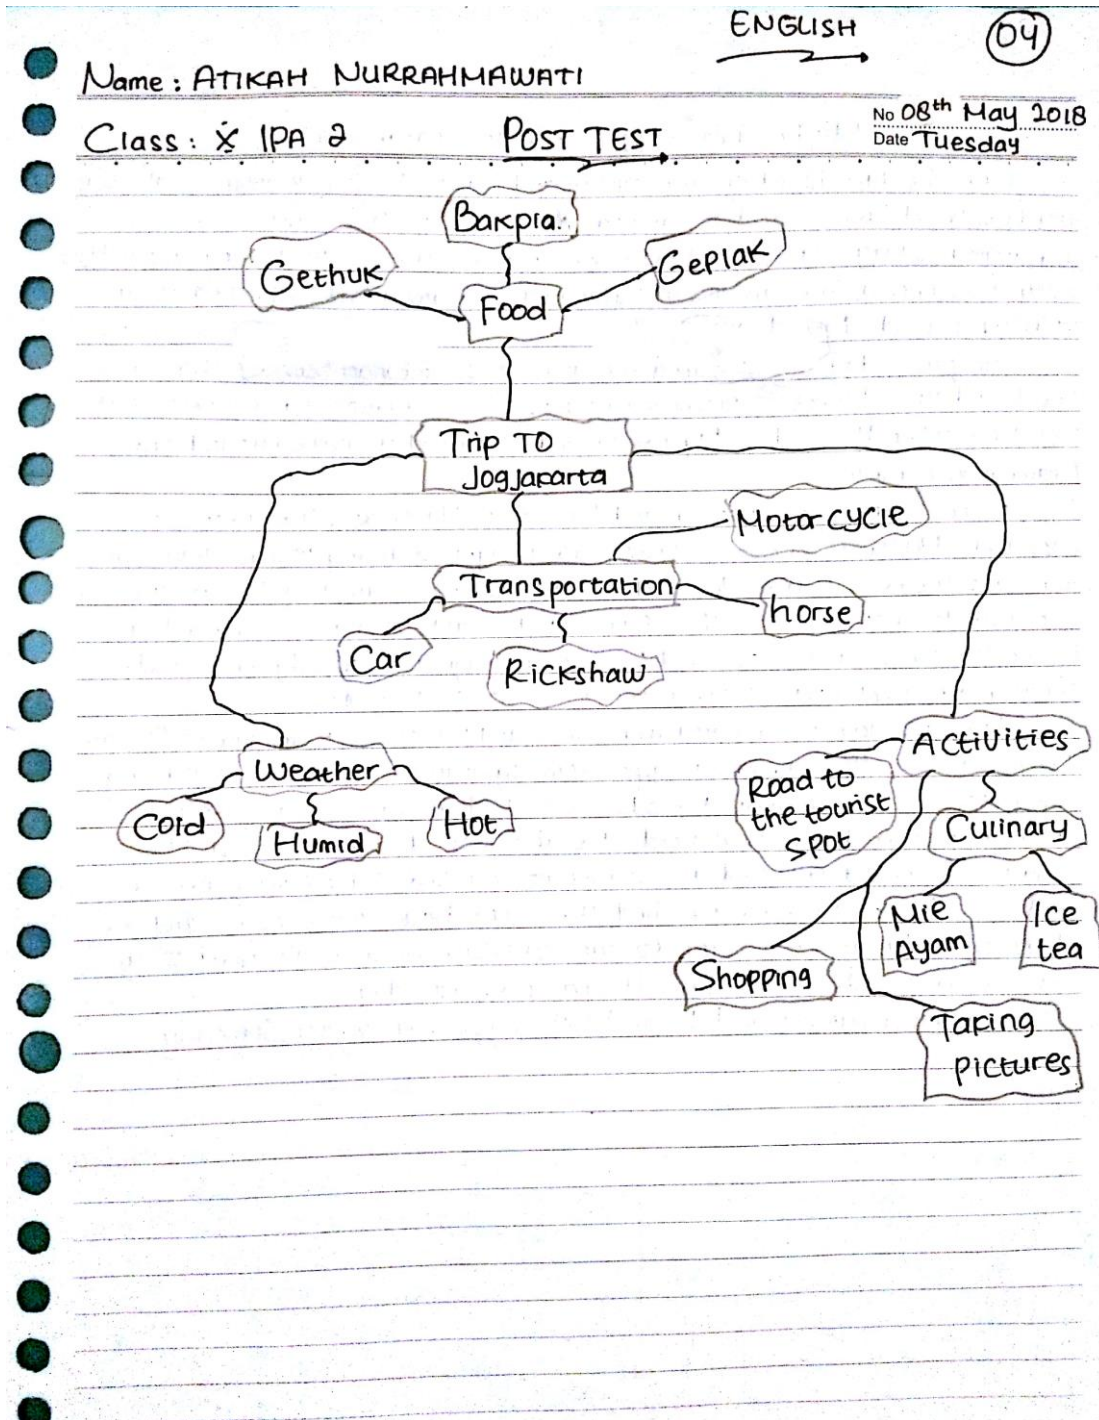 ENGLISH
04
Name : ATIKAH NURRAHMAWATI
No 08th May 2018
Class : X IPA 2
POST TEST
Date Tuesday
Bakpia.
Gethuk
Geplak
Food
Trip TO
Jogjakarta
Motorcycle
Transportation
horse
Car
Rickshaw
Activities
Weather
Road to
the tourist
spot
Cold
Humid
Hot
Culinary
Mie
Ayam
Ice
tea
Shopping
Taking
pictures